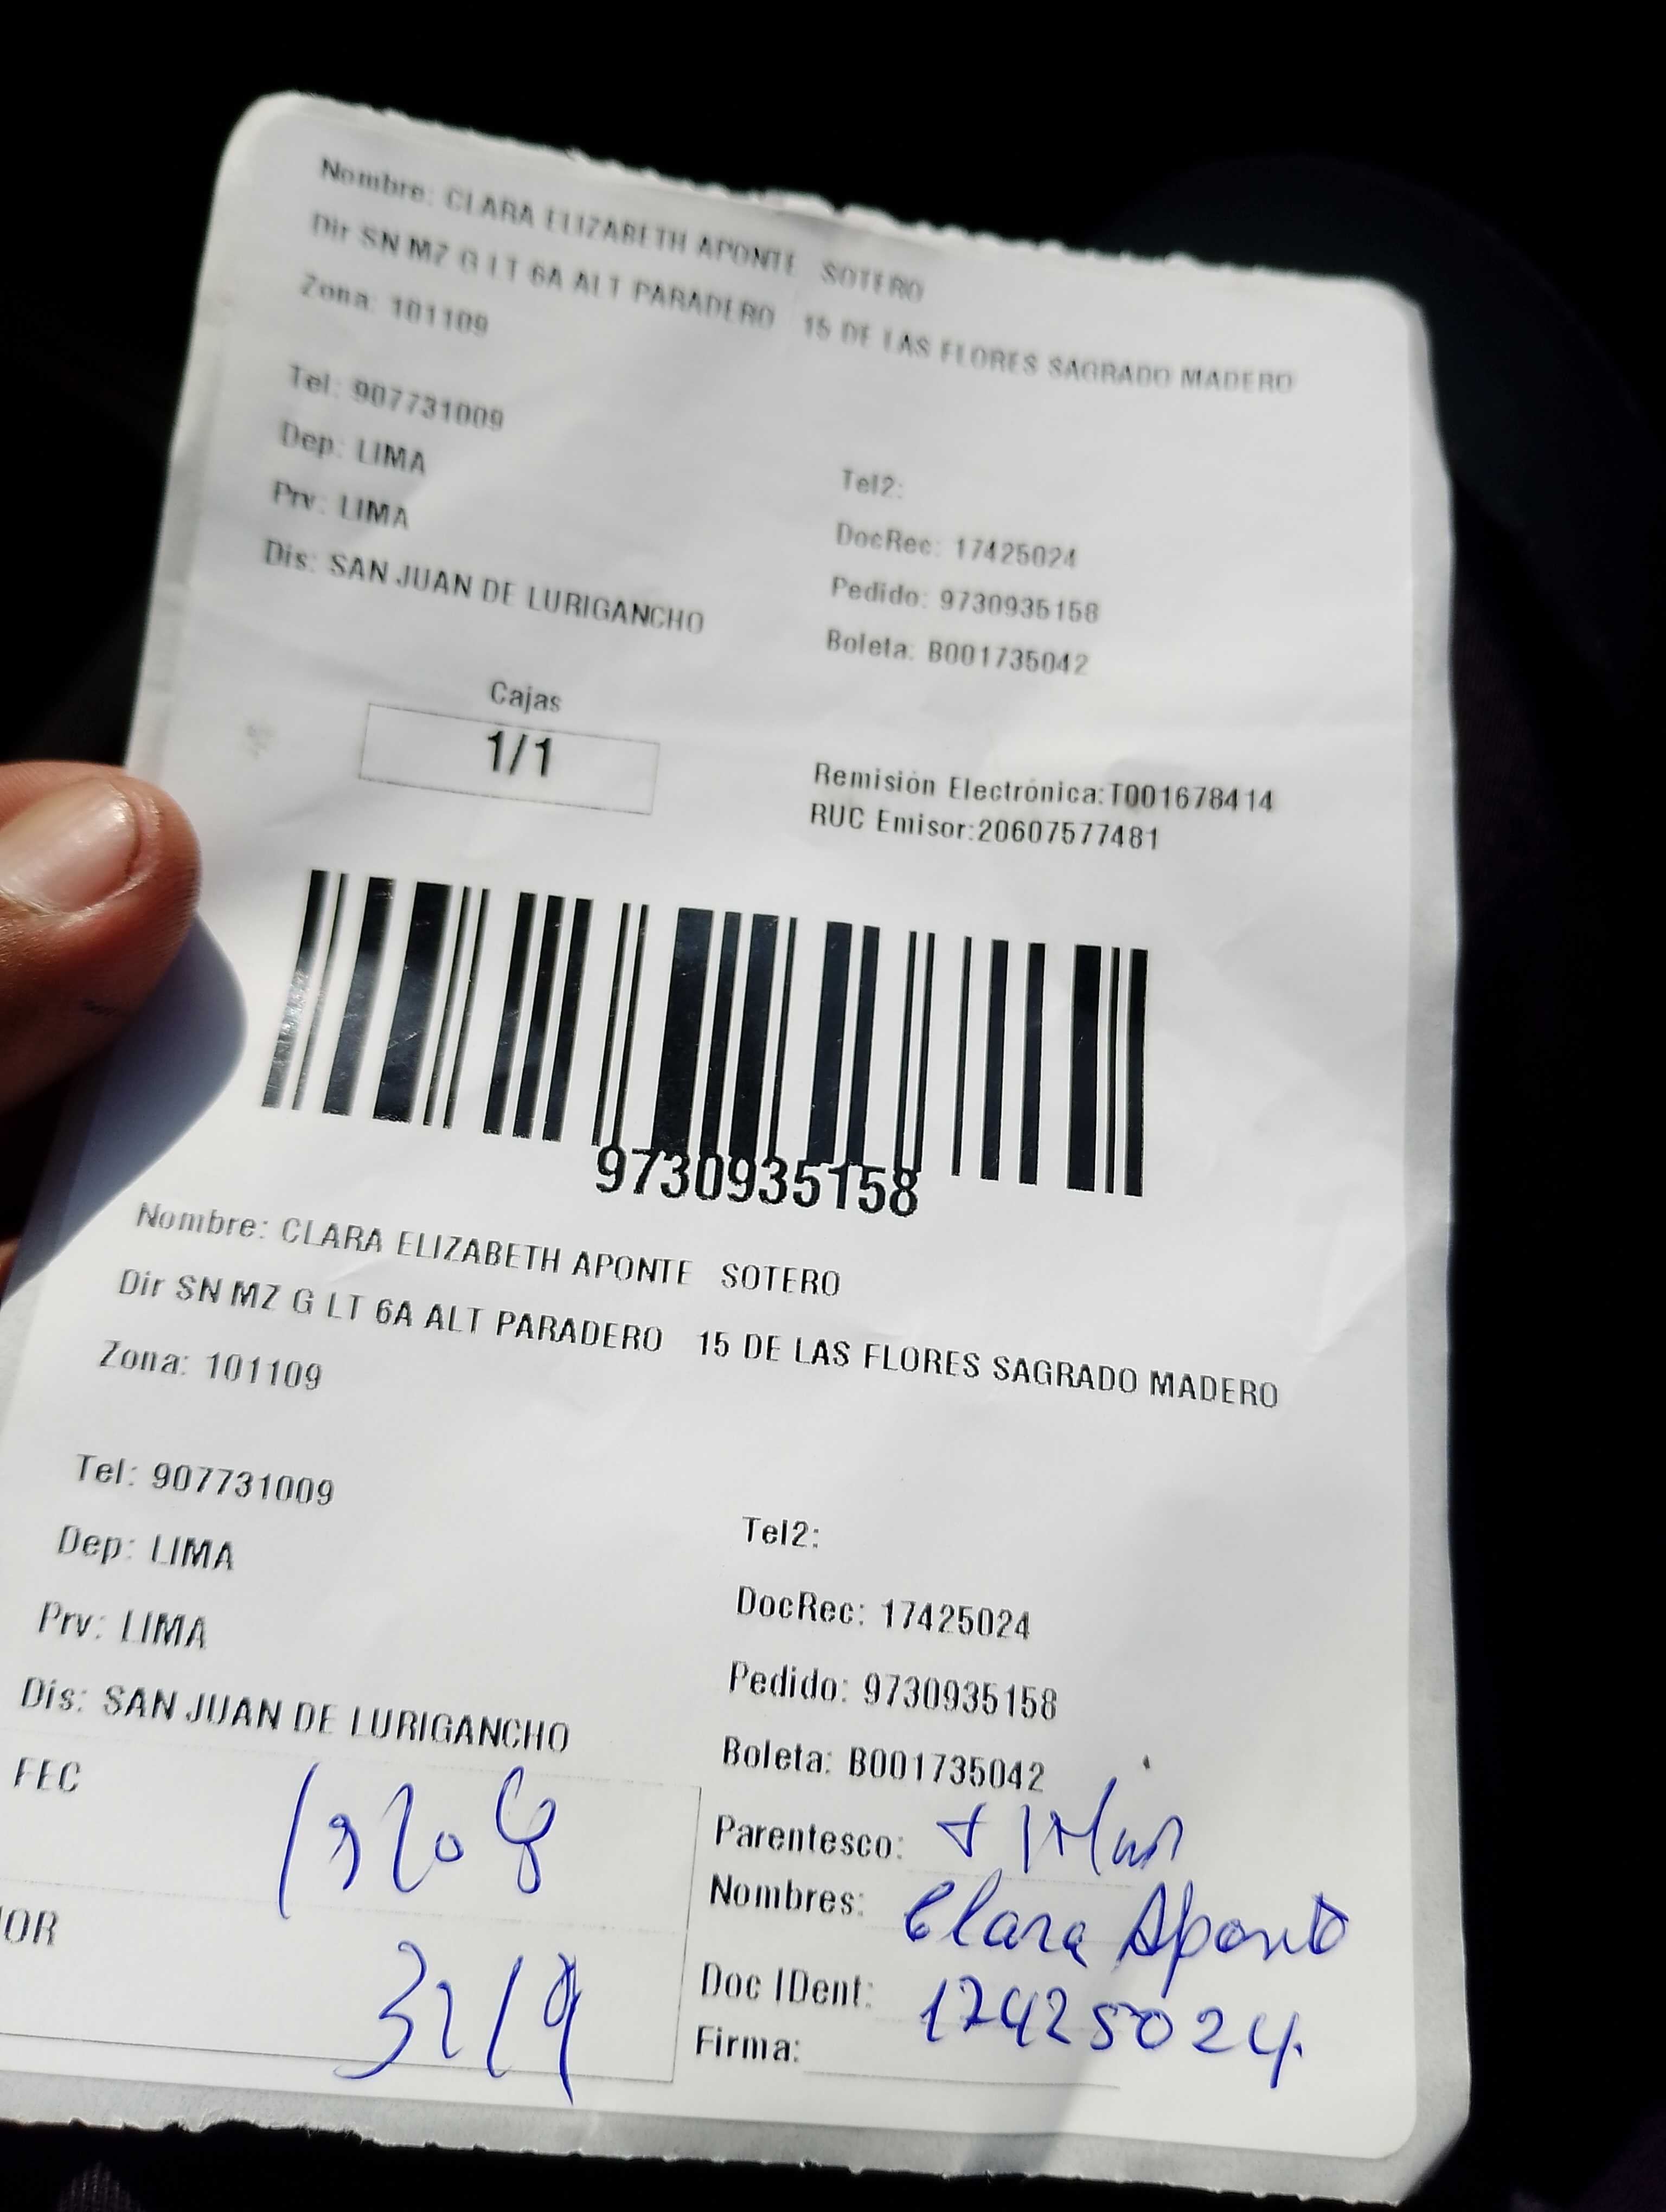 Nombre: CLARA ELIZABETH APONTE SOTERO
Dir SN MZ G LT 6A ALT PARADERO 15 DE LAS FLORES SAGRADO MADERO
Zona: 101109
Tel: 907731009
Dep: LIMA
Tel2:
Prv: LIMA
DocRec: 17425024
Dis: SAN JUAN DE LURIGANCHO
Pedido: 9730935158
Boleta: B001735042
Cajas
1/1
Remisión Electrónica:T001678414
RUC Emisor:20607577481
9730935158
Nombre: CLARA ELIZABETH APONTE SOTERO
Dir SN MZ G LT 6A ALT PARADERO 15 DE LAS FLORES SAGRADO MADERO
Zona: 101109
Tel: 907731009
Tel2:
Dep: LIMA
DocRec: 17425024
Prv: LIMA
Pedido: 9730935158
Dis: SAN JUAN DE LURIGANCHO
Boleta: B001735042
FEC
Parentesco:
Nombres: Clara Aponte
OR
Doc IDent: 17425024.
Firma: